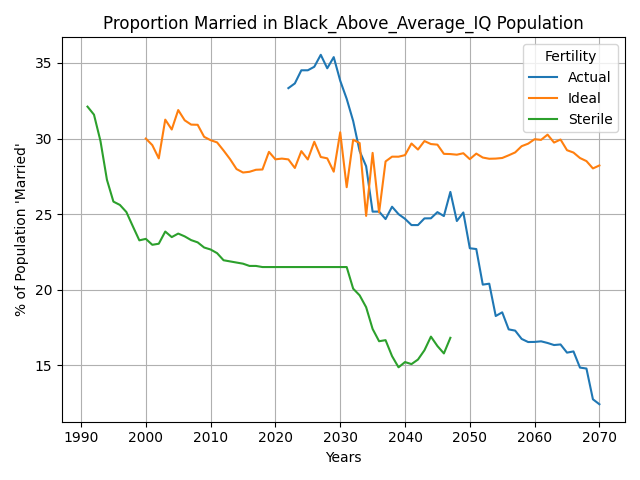 Proportion Married in Black_Above_Average_IQ Population
Fertility
Actual
Ideal
Sterile
% of Population 'Married'
35
30
25
20
15
1990 2000 2010 2020 2030 2040 2050 2060 2070
Years